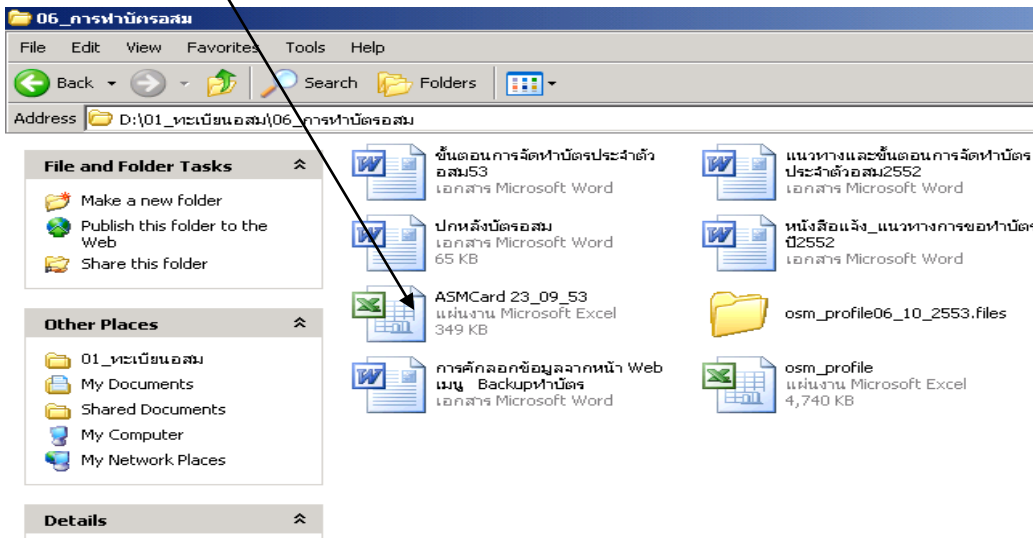 06_การทำบัตรอสม
File Edit View Favorites Tools Help
Back Search Folders
Address D:\01_ทะเบียนอสม\06_การทำบัตรอสม
File and Folder Tasks
Make a new folder
Publish this folder to the
Web
Share this folder
Other Places
01_ทะเบียนอสม
My Documents
Shared Documents
My Computer
My Network Places
Details
ขั้นตอนการจัดทำบัตรประจำตัว
อสม53
เอกสาร Microsoft Word
แนวทางและขั้นตอนการจัดทำบัตร
ประจำตัวอสม2552
เอกสาร Microsoft Word
ปกหลังบัตรอสม
เอกสาร Microsoft Word
65 KB
หนังสือแจ้ง_แนวทางการขอทำบัตร
ปี2552
เอกสาร Microsoft Word
ASMCard 23_09_53
แผ่นงาน Microsoft Excel
349 KB
osm_profile06_10_2553.files
การคักลอกข้อมูลจากหน้า Web
เมนู Backupทำบัตร
เอกสาร Microsoft Word
osm_profile
แผ่นงาน Microsoft Excel
4,740 KB